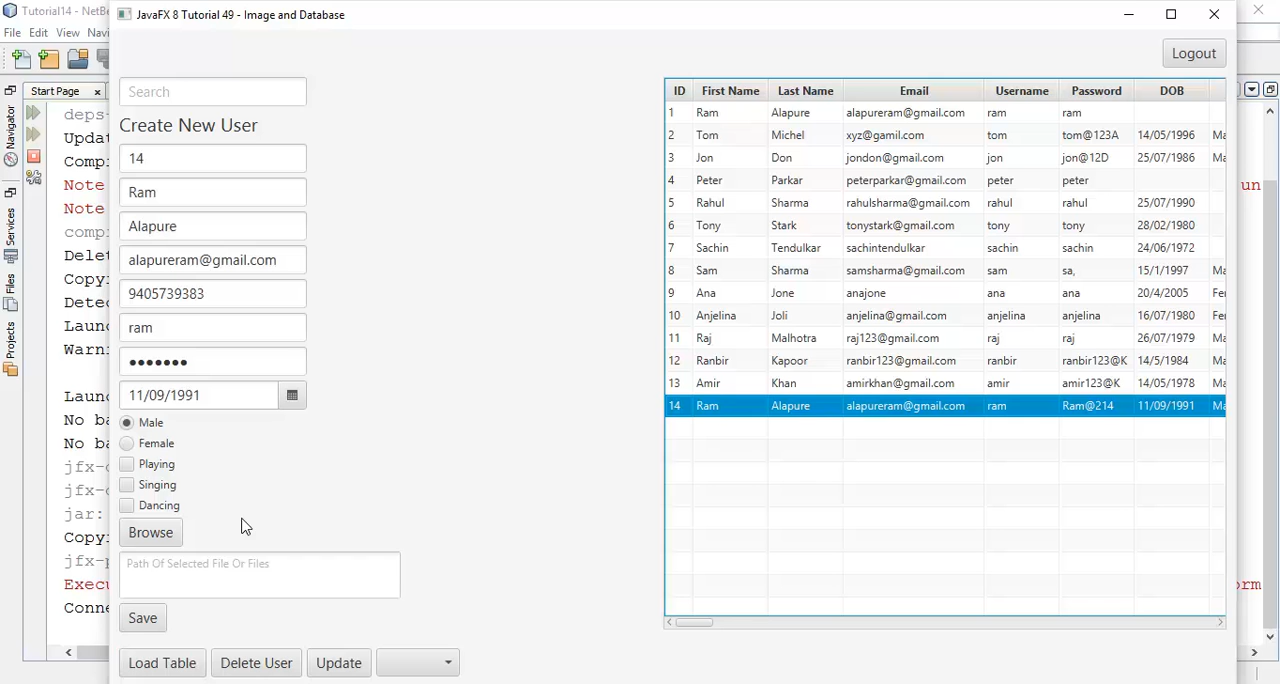 Tutorial14 - NetBe
JavaFX 8 Tutorial 49 - Image and Database
File Edit View Navi
Logout
Start Page
Navigator
Services
Files
Projects
deps-
Updat
Compi
Note
Note
compi
Delet
Copyi
Detec
Launc
Warni
Launc
No ba
No ba
jfx-d
jfx-d
jar:
Copyi
jfx-p
Execu
Conne
un
orm
Search
Create New User
14
Ram
Alapure
alapureram@gmail.com
9405739383
ram
●●●●●●●
11/09/1991
Male
Female
Playing
Singing
Dancing
Browse
Path Of Selected File Or Files
Save
Load Table Delete User Update
ID First Name Last Name Email Username Password DOB
1 Ram Alapure alapureram@gmail.com ram ram
2 Tom Michel xyz@gamil.com tom tom@123A 14/05/1996 Ma
3 Jon Don jondon@gmail.com jon jon@12D 25/07/1986 Ma
4 Peter Parkar peterparkar@gmail.com peter peter
5 Rahul Sharma rahulsharma@gmail.com rahul rahul 25/07/1990
6 Tony Stark tonystark@gmail.com tony tony 28/02/1980
7 Sachin Tendulkar sachintendulkar sachin sachin 24/06/1972
8 Sam Sharma samsharma@gmail.com sam sa, 15/1/1997 Ma
9 Ana Jone anajone ana ana 20/4/2005 Fer
10 Anjelina Joli anjelina@gmail.com anjelina anjelina 16/07/1980 Fer
11 Raj Malhotra raj123@gmail.com raj raj 26/07/1979 Ma
12 Ranbir Kapoor ranbir123@gmail.com ranbir ranbir123@K 14/5/1984 Ma
13 Amir Khan amirkhan@gmail.com amir amir123@K 14/05/1978 Ma
14 Ram Alapure alapureram@gmail.com ram Ram@214 11/09/1991 Ma